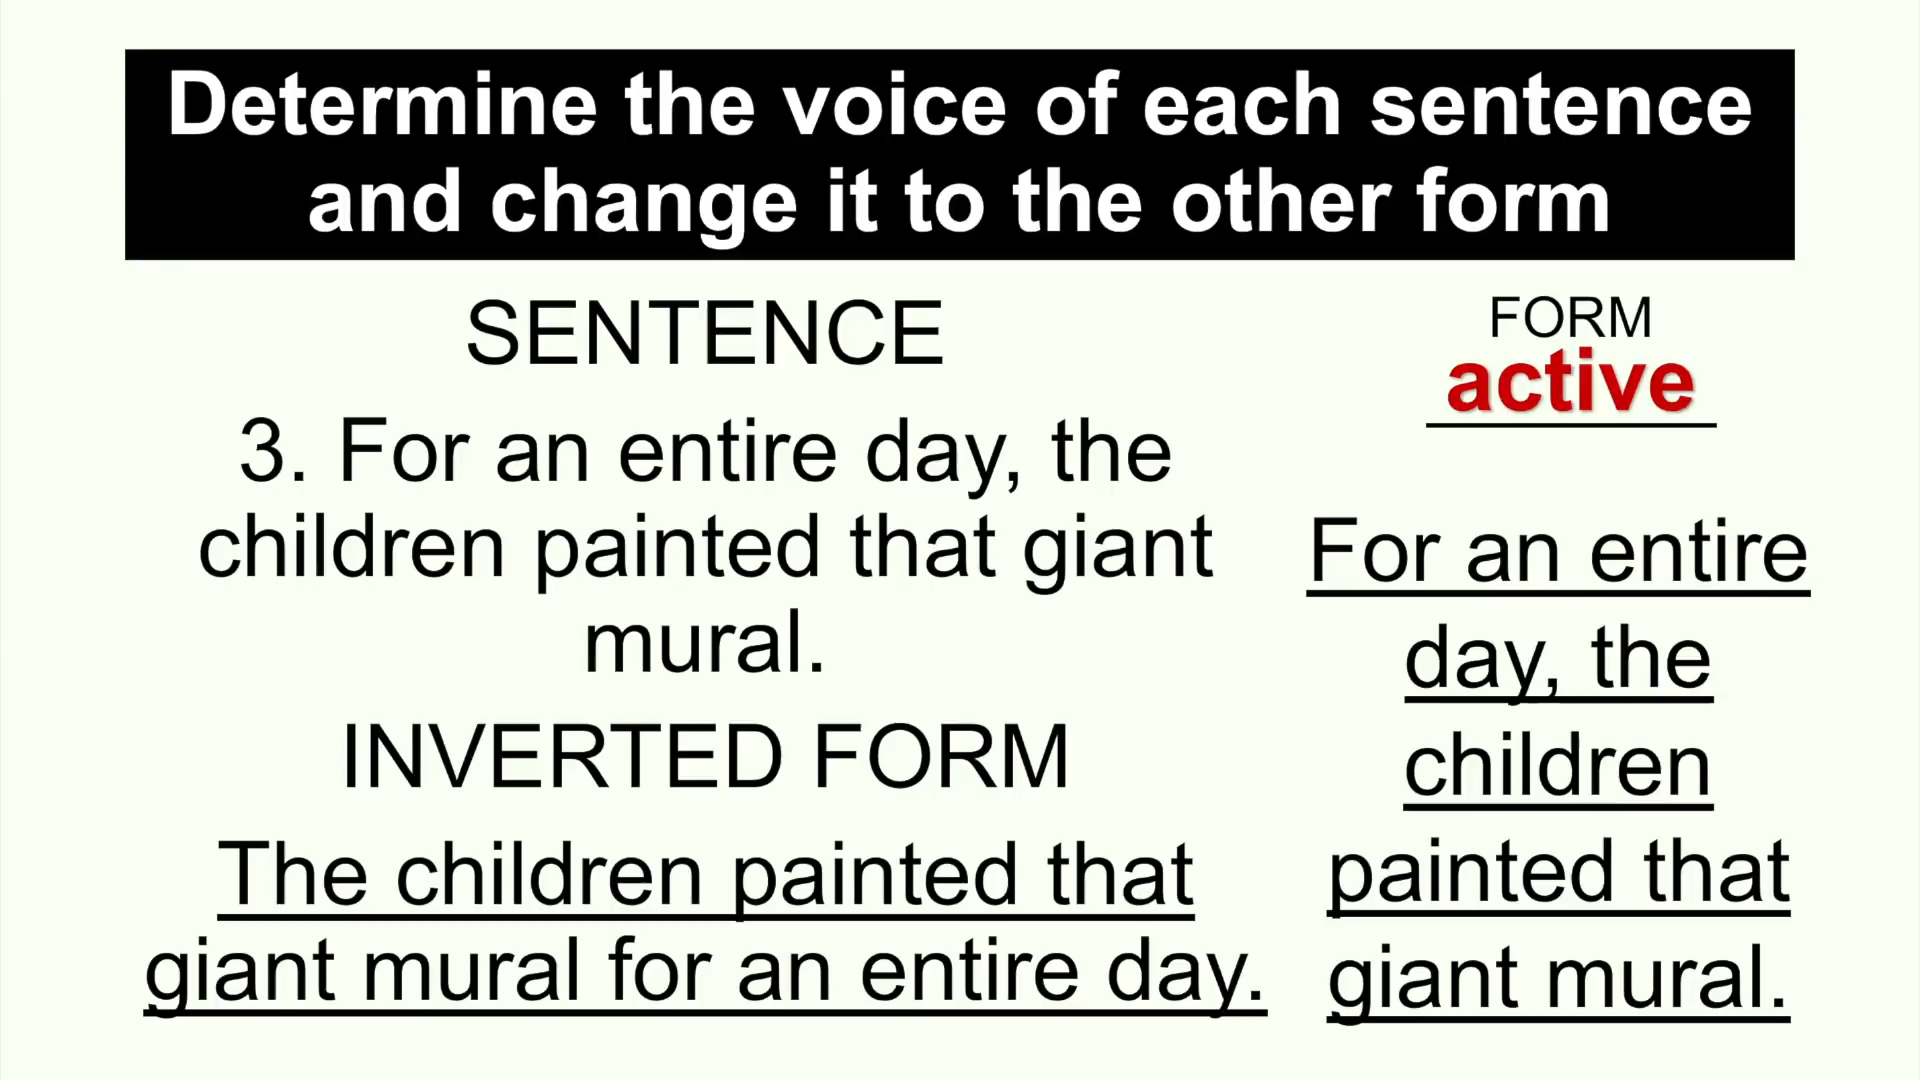 Determine the voice of each sentence
and change it to the other form
SENTENCE
3. For an entire day, the
children painted that giant
mural.
INVERTED FORM
The children painted that
giant mural for an entire day.
FORM
active
For an entire
day, the
children
painted that
giant mural.